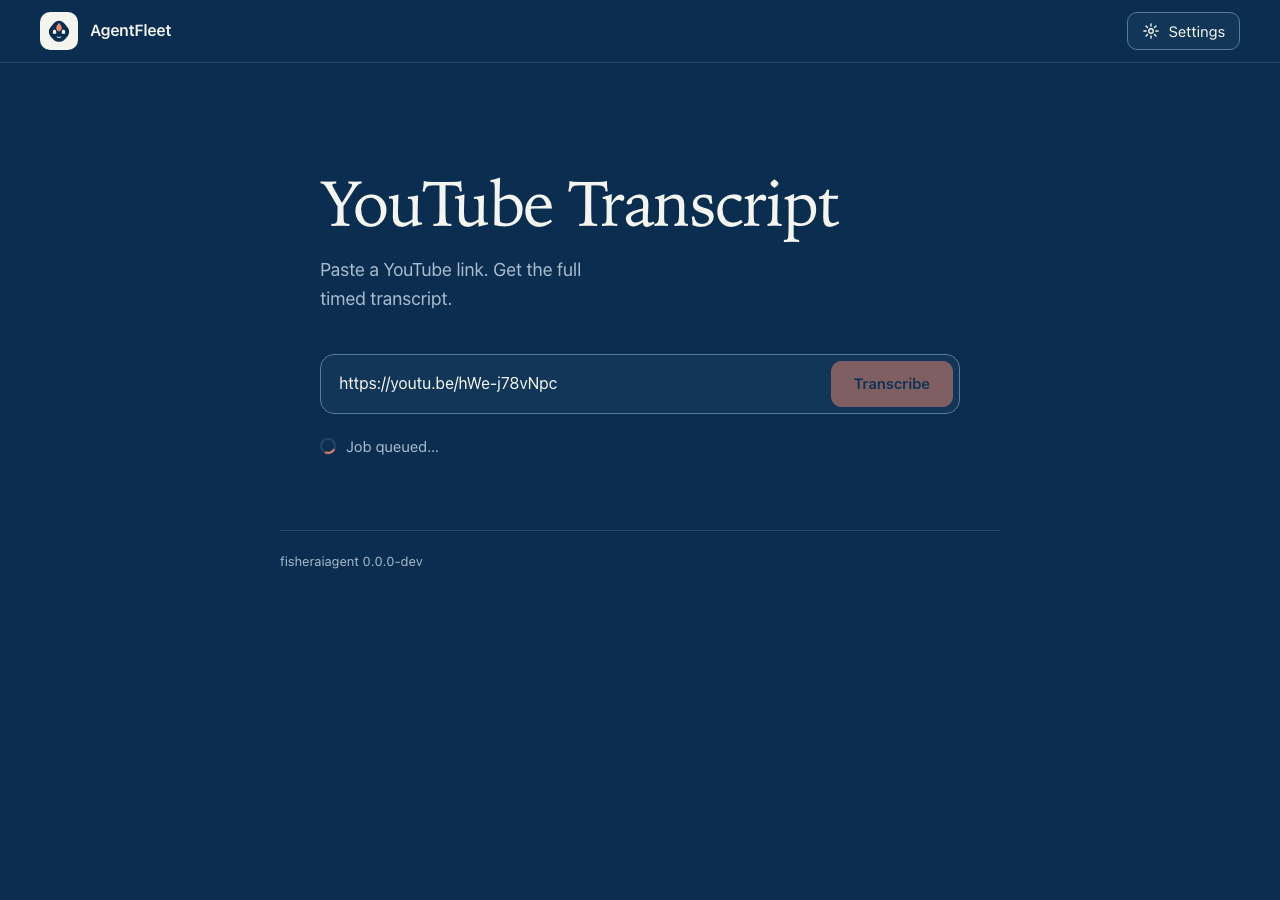 AgentFleet
Settings
YouTube Transcript
Paste a YouTube link. Get the full
timed transcript.
https://youtu.be/hWe-j78vNpc
Transcribe
Job queued…
fisheraiagent 0.0.0-dev